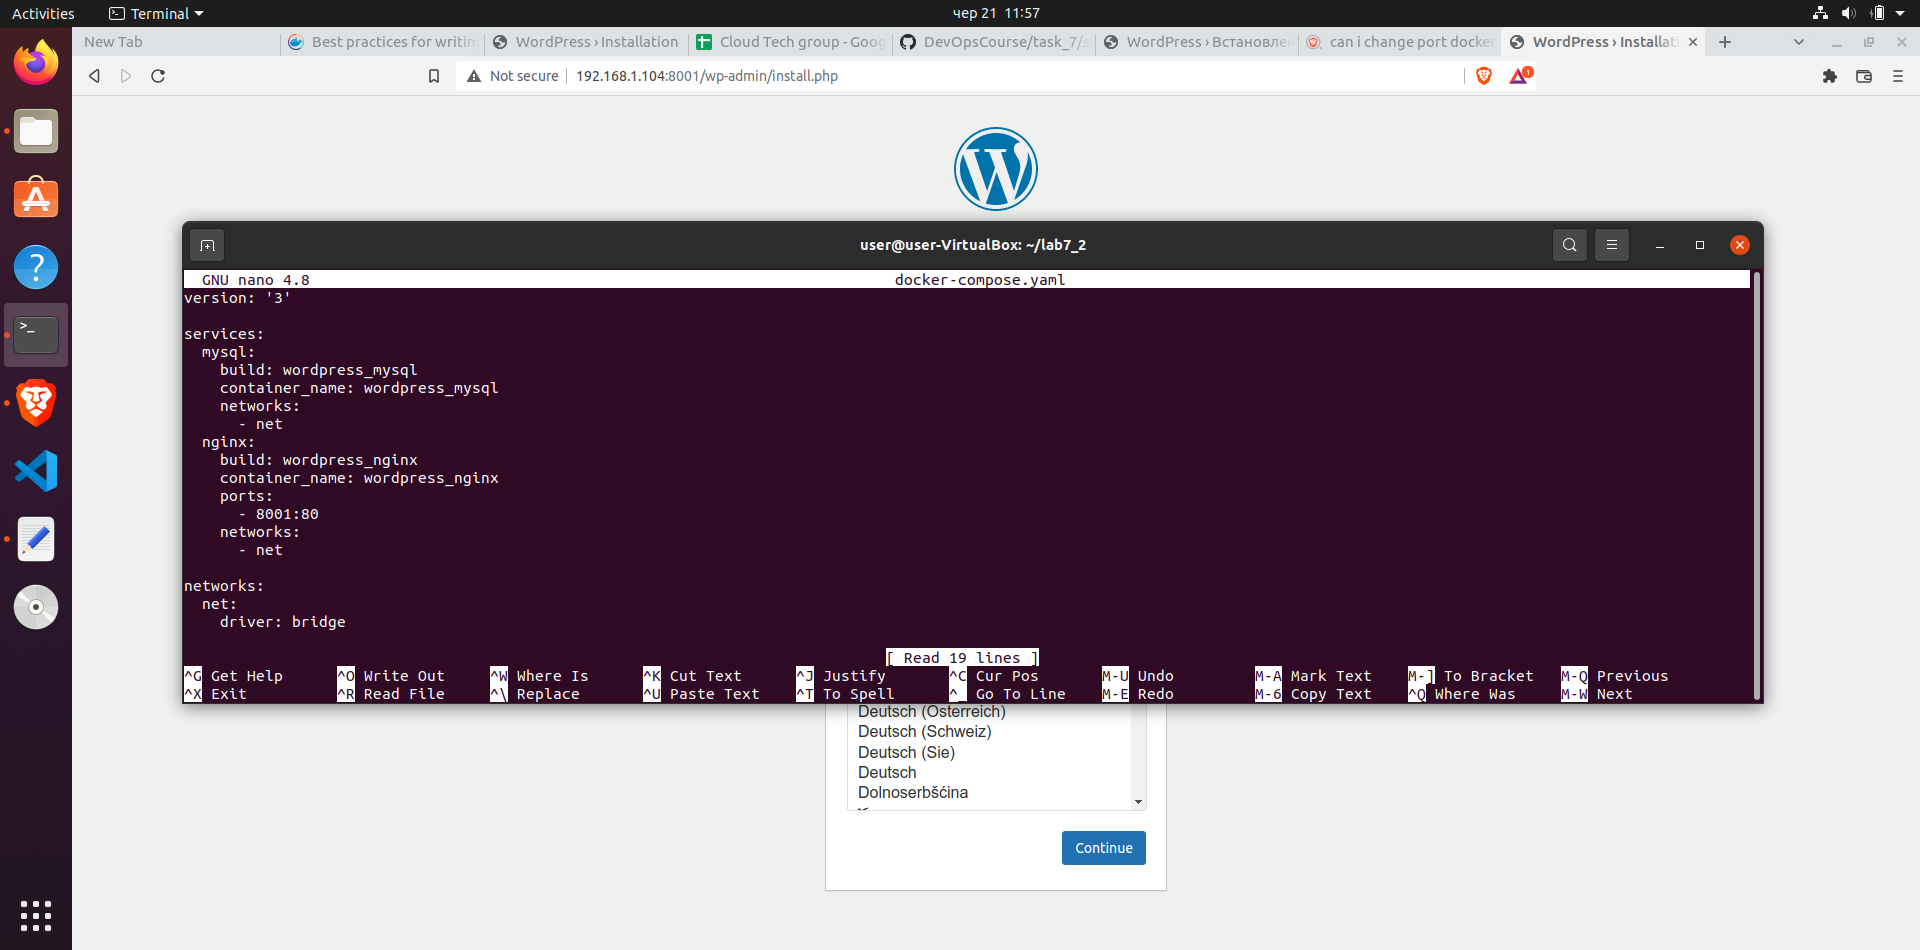 Activities
Terminal
чер 21 11:57
New Tab
Best practices for writin
WordPress › Installation
Cloud Tech group - Goog
DevOpsCourse/task_7/s
WordPress › Встановле
can i change port docker
WordPress › Installati
Not secure
192.168.1.104:8001/wp-admin/install.php
1
user@user-VirtualBox: ~/lab7_2
GNU nano 4.8 docker-compose.yaml
version: '3'
services:
  mysql:
    build: wordpress_mysql
    container_name: wordpress_mysql
    networks:
      - net
  nginx:
    build: wordpress_nginx
    container_name: wordpress_nginx
    ports:
      - 8001:80
    networks:
      - net
networks:
  net:
    driver: bridge
[ Read 19 lines ]
^G Get Help ^O Write Out ^W Where Is ^K Cut Text ^J Justify ^C Cur Pos M-U Undo M-A Mark Text M-] To Bracket M-Q Previous
^X Exit ^R Read File ^\ Replace ^U Paste Text ^T To Spell ^_ Go To Line M-E Redo M-6 Copy Text ^Q Where Was M-W Next
Deutsch (Österreich)
Deutsch (Schweiz)
Deutsch (Sie)
Deutsch
Dolnoserbšćina
Continue